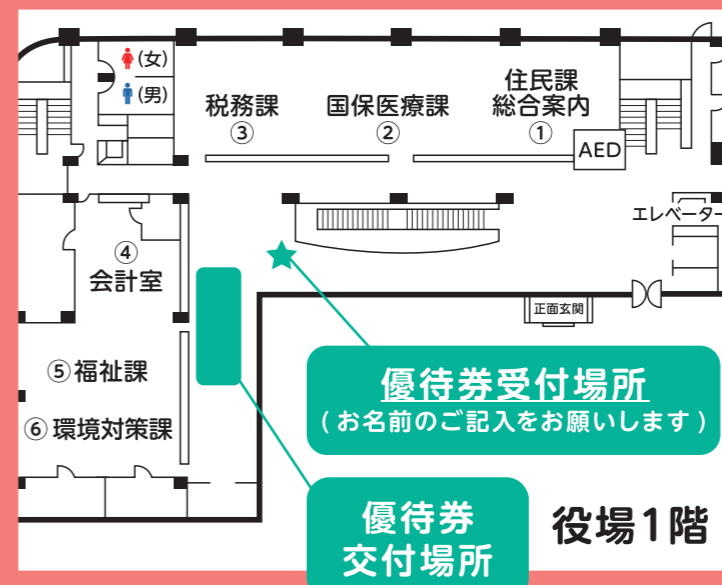 (女)
(男)
税務課
③
国保医療課
②
住民課
総合案内
①
AED
エレベーター
④
会計室
正面玄関
⑤福祉課
⑥環境対策課
優待券受付場所
(お名前のご記入をお願いします)
優待券
交付場所
役場1階